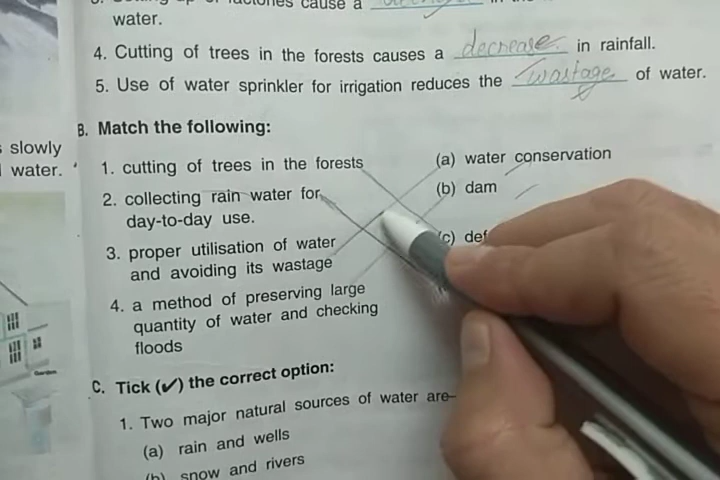 water.
4. Cutting of trees in the forests causes a decrease in rainfall.
5. Use of water sprinkler for irrigation reduces the wastage of water.
slowly
water.
B. Match the following:
1. cutting of trees in the forests
(a) water conservation
2. collecting rain water for
day-to-day use.
(b) dam
3. proper utilisation of water
and avoiding its wastage
(c) def
4. a method of preserving large
quantity of water and checking
floods
C. Tick (✓) the correct option:
1. Two major natural sources of water are–
(a) rain and wells
(b) snow and rivers